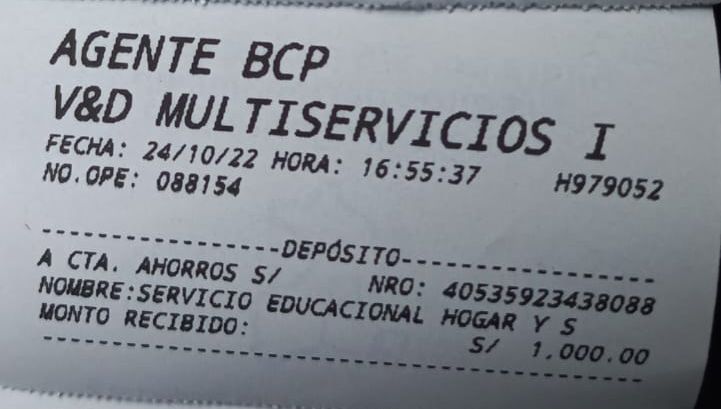 AGENTE BCP
V&D MULTISERVICIOS I
FECHA: 24/10/22 HORA: 16:55:37 H979052
NO.OPE: 088154
-----------------DEPÓSITO------------------
A CTA. AHORROS S/ NRO: 40535923438088
NOMBRE:SERVICIO EDUCACIONAL HOGAR Y S
MONTO RECIBIDO: S/ 1,000.00
--------------------------------------------